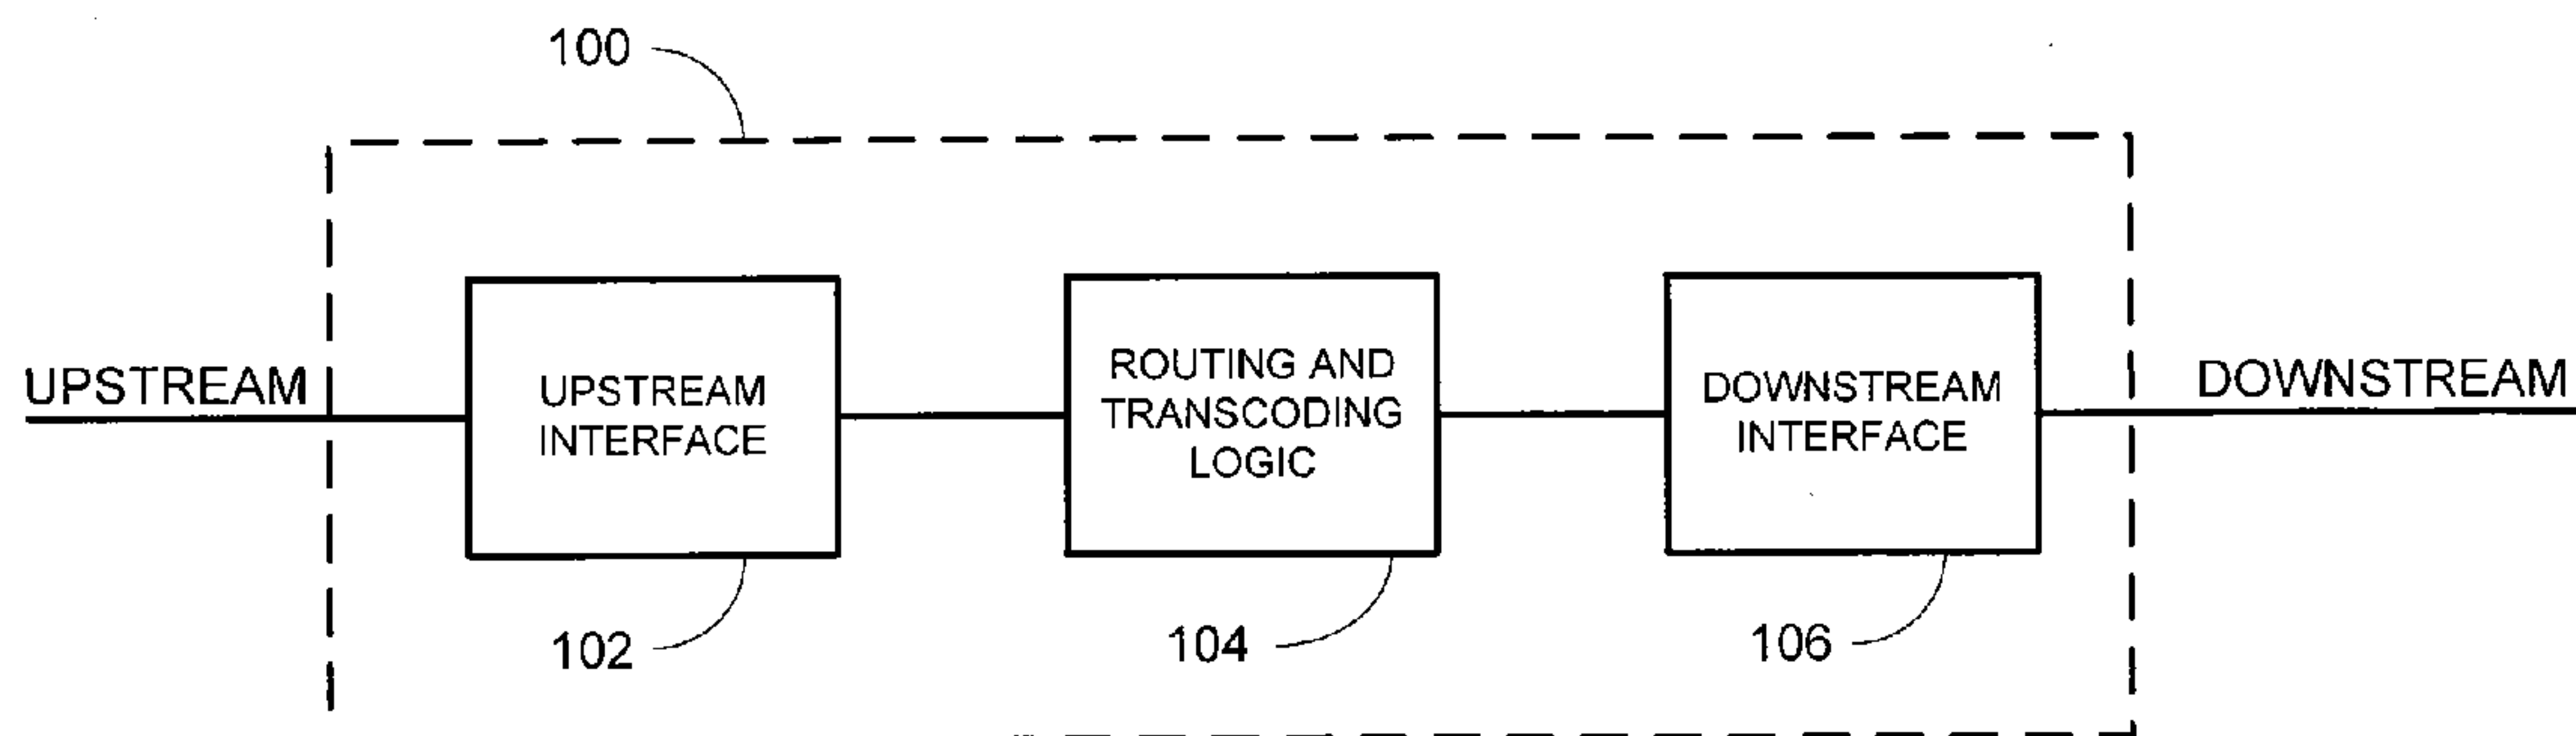 100
UPSTREAM
UPSTREAM
INTERFACE
ROUTING AND
TRANSCODING
LOGIC
DOWNSTREAM
INTERFACE
DOWNSTREAM
102
104
106